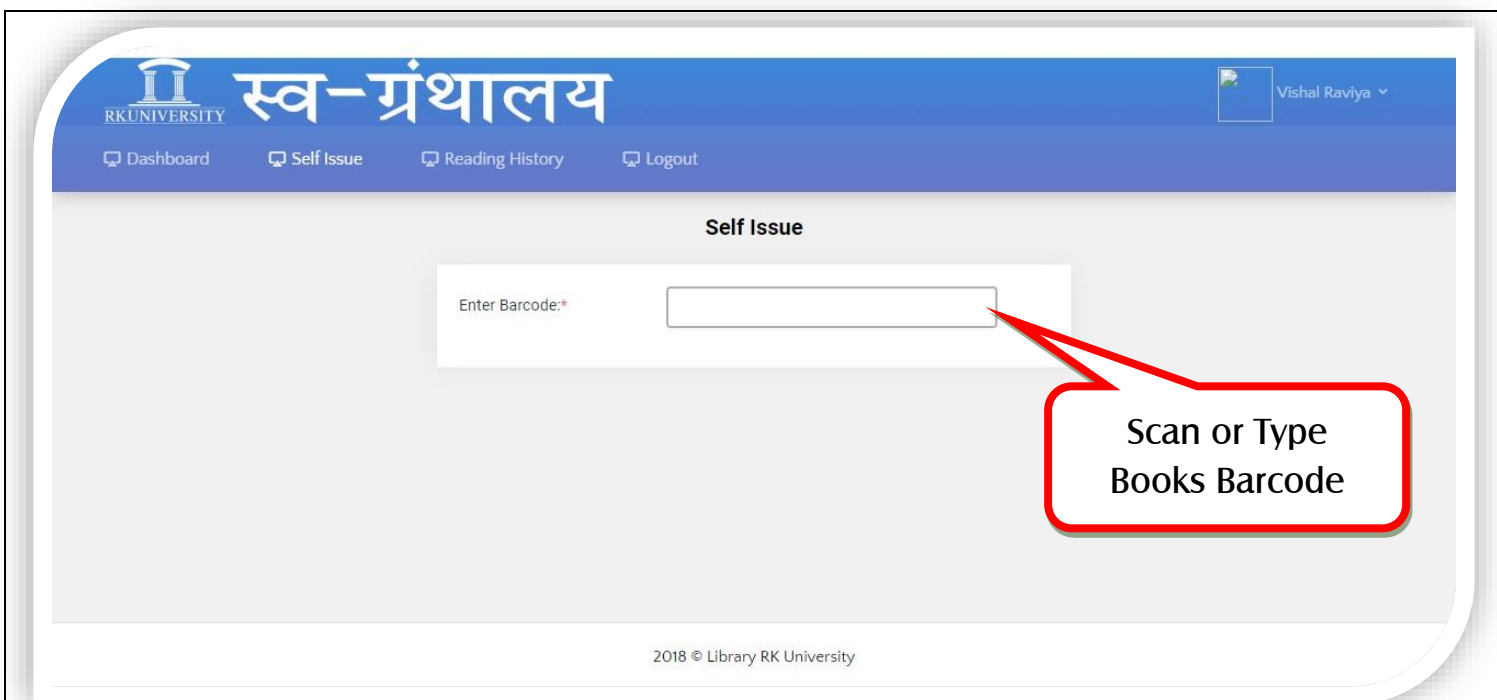 RKUNIVERSITY
स्व-ग्रंथालय
Vishal Raviya
Dashboard Self Issue Reading History Logout
Self Issue
Enter Barcode:*
Scan or Type
Books Barcode
2018 © Library RK University